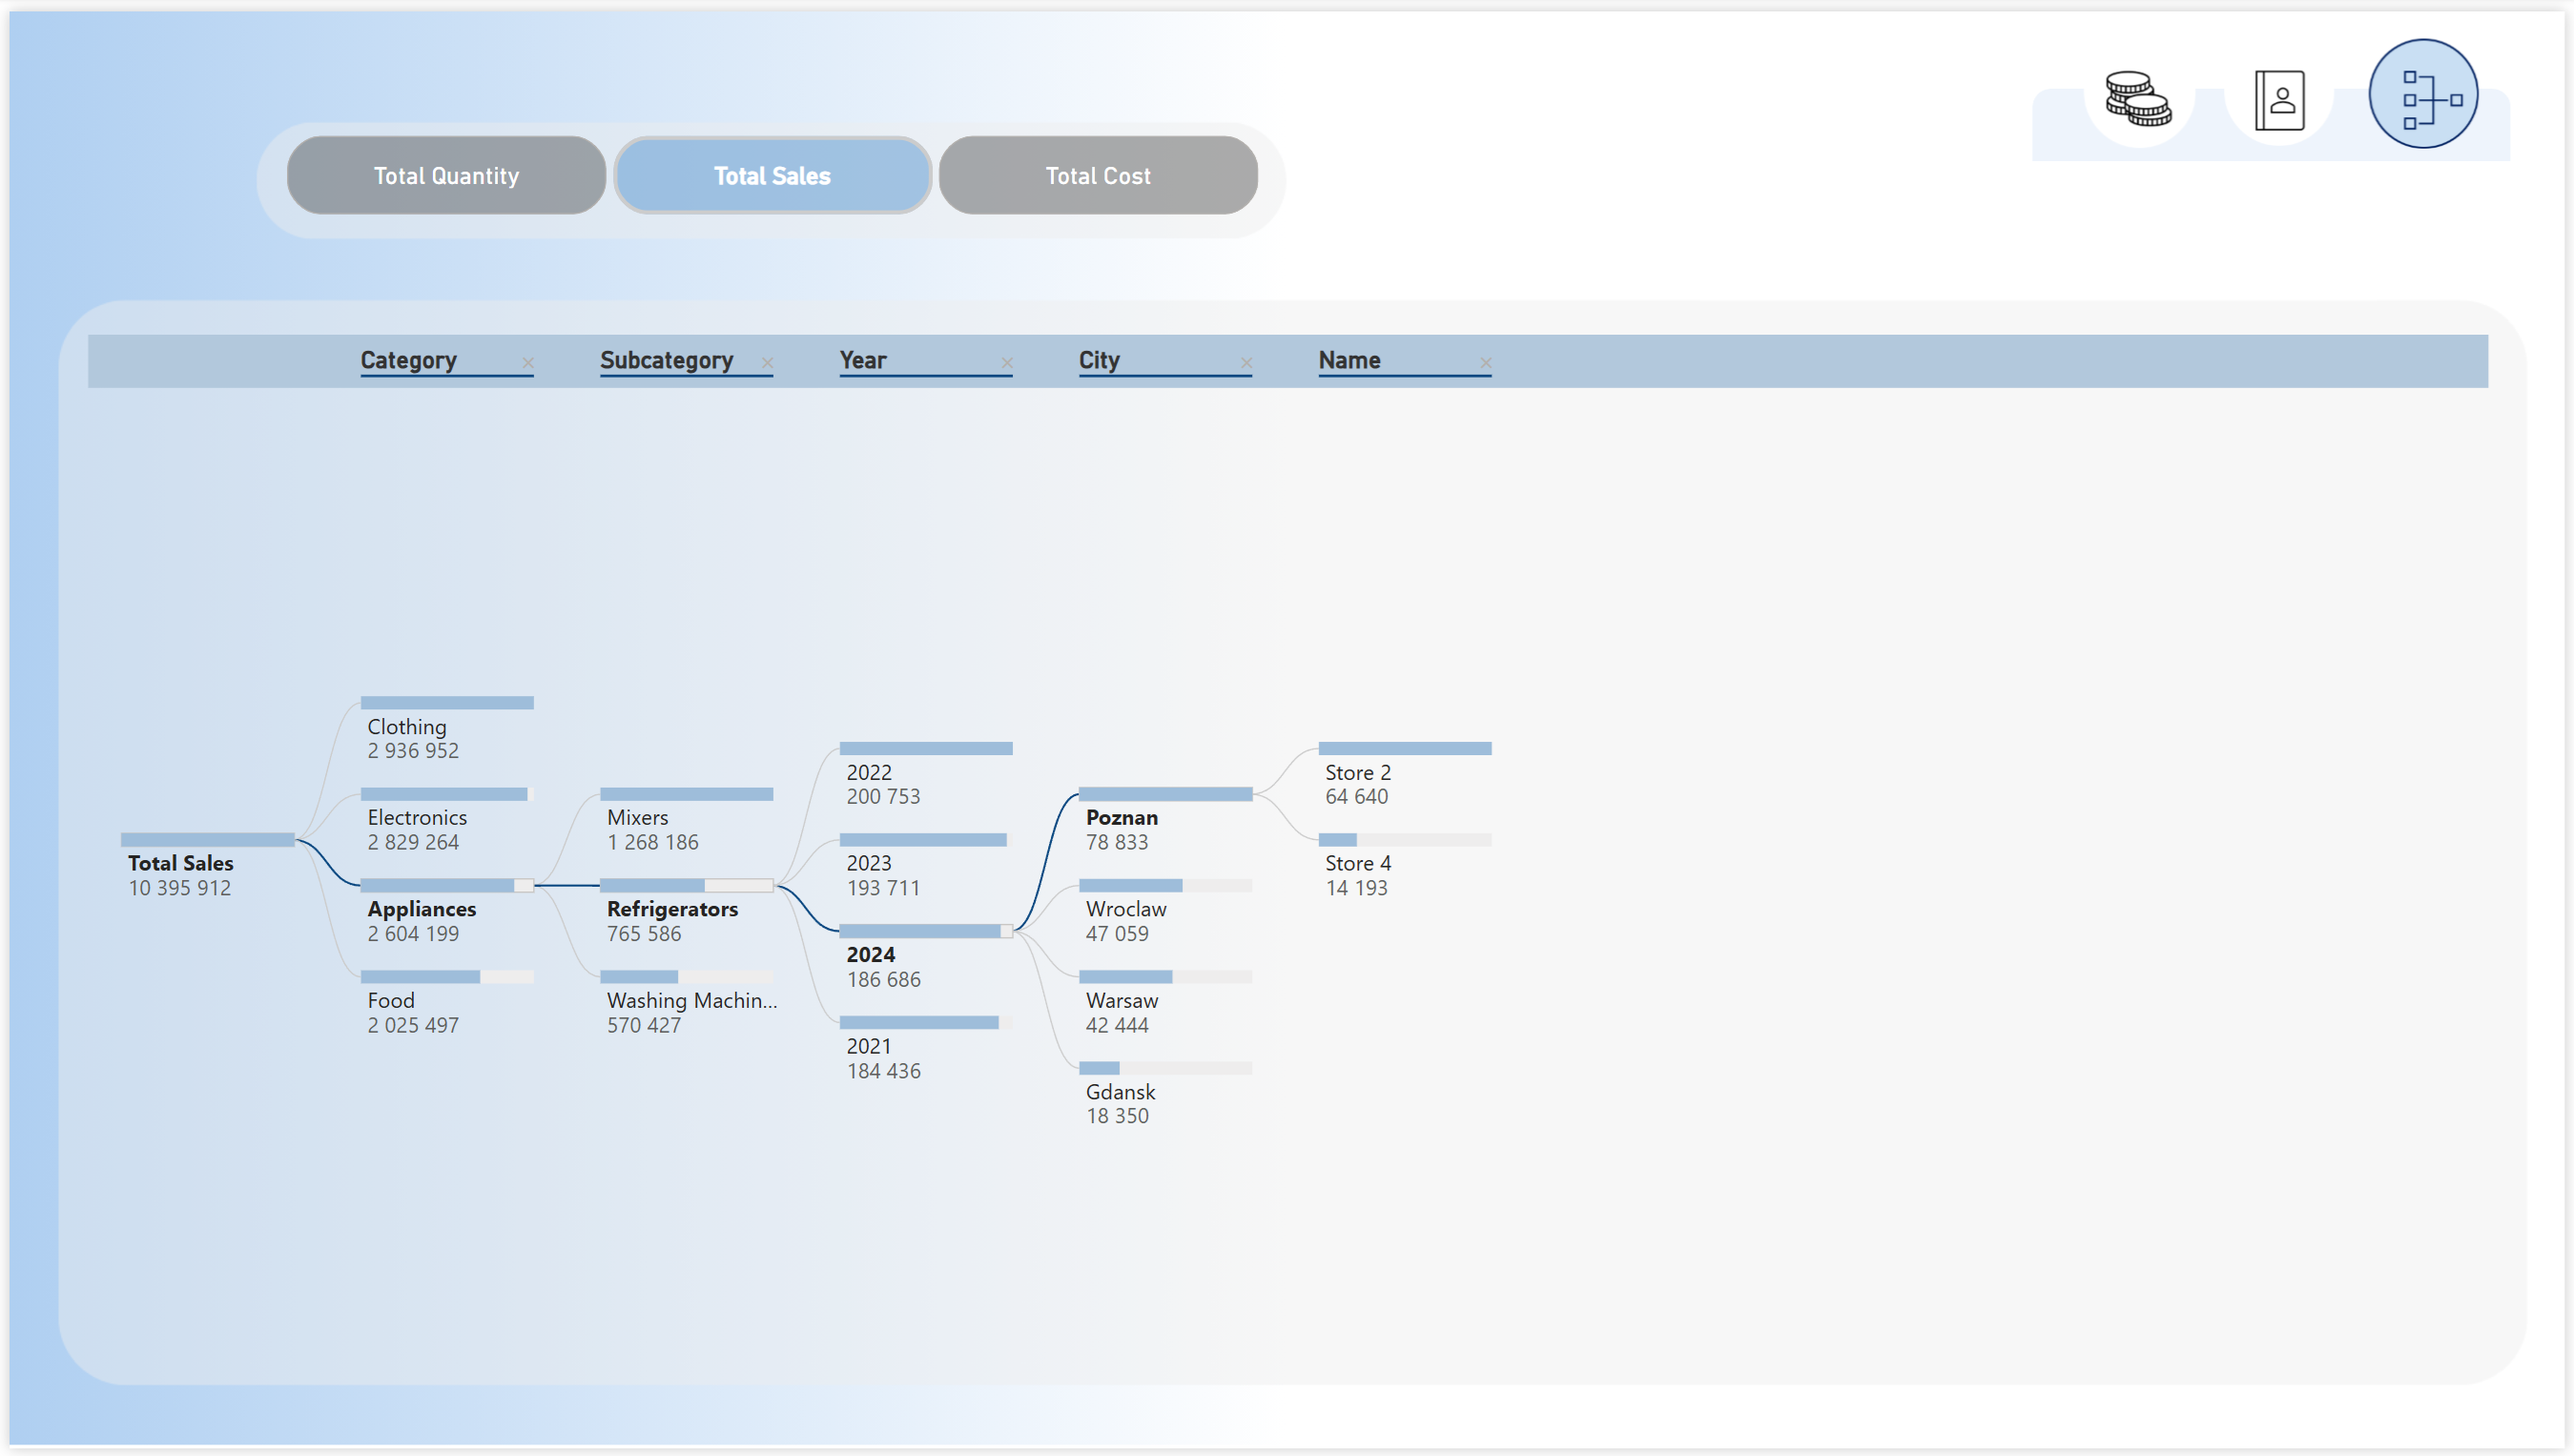 Total Quantity
Total Sales
Total Cost
Category
Subcategory
Year
City
Name
Total Sales
10 395 912
Clothing
2 936 952
Electronics
2 829 264
Appliances
2 604 199
Food
2 025 497
Mixers
1 268 186
Refrigerators
765 586
Washing Machin...
570 427
2022
200 753
2023
193 711
2024
186 686
2021
184 436
Poznan
78 833
Wroclaw
47 059
Warsaw
42 444
Gdansk
18 350
Store 2
64 640
Store 4
14 193